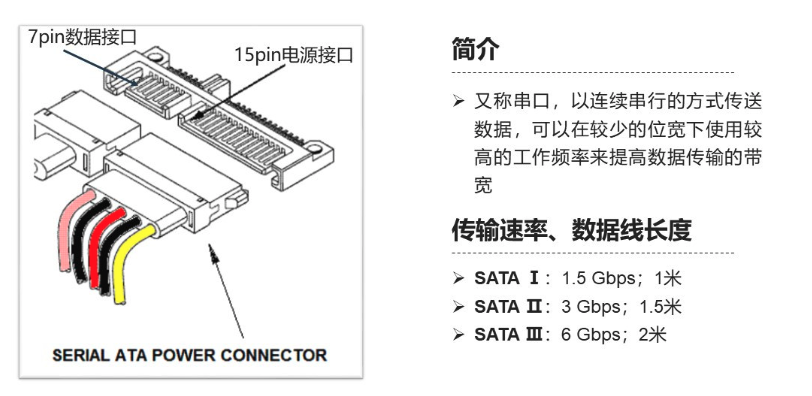 7pin数据接口
15pin电源接口
SERIAL ATA POWER CONNECTOR
简介
➢ 又称串口，以连续串行的方式传送
数据，可以在较少的位宽下使用较
高的工作频率来提高数据传输的带
宽
传输速率、数据线长度
➢ SATA Ⅰ：1.5 Gbps；1米
➢ SATA Ⅱ：3 Gbps；1.5米
➢ SATA Ⅲ：6 Gbps；2米